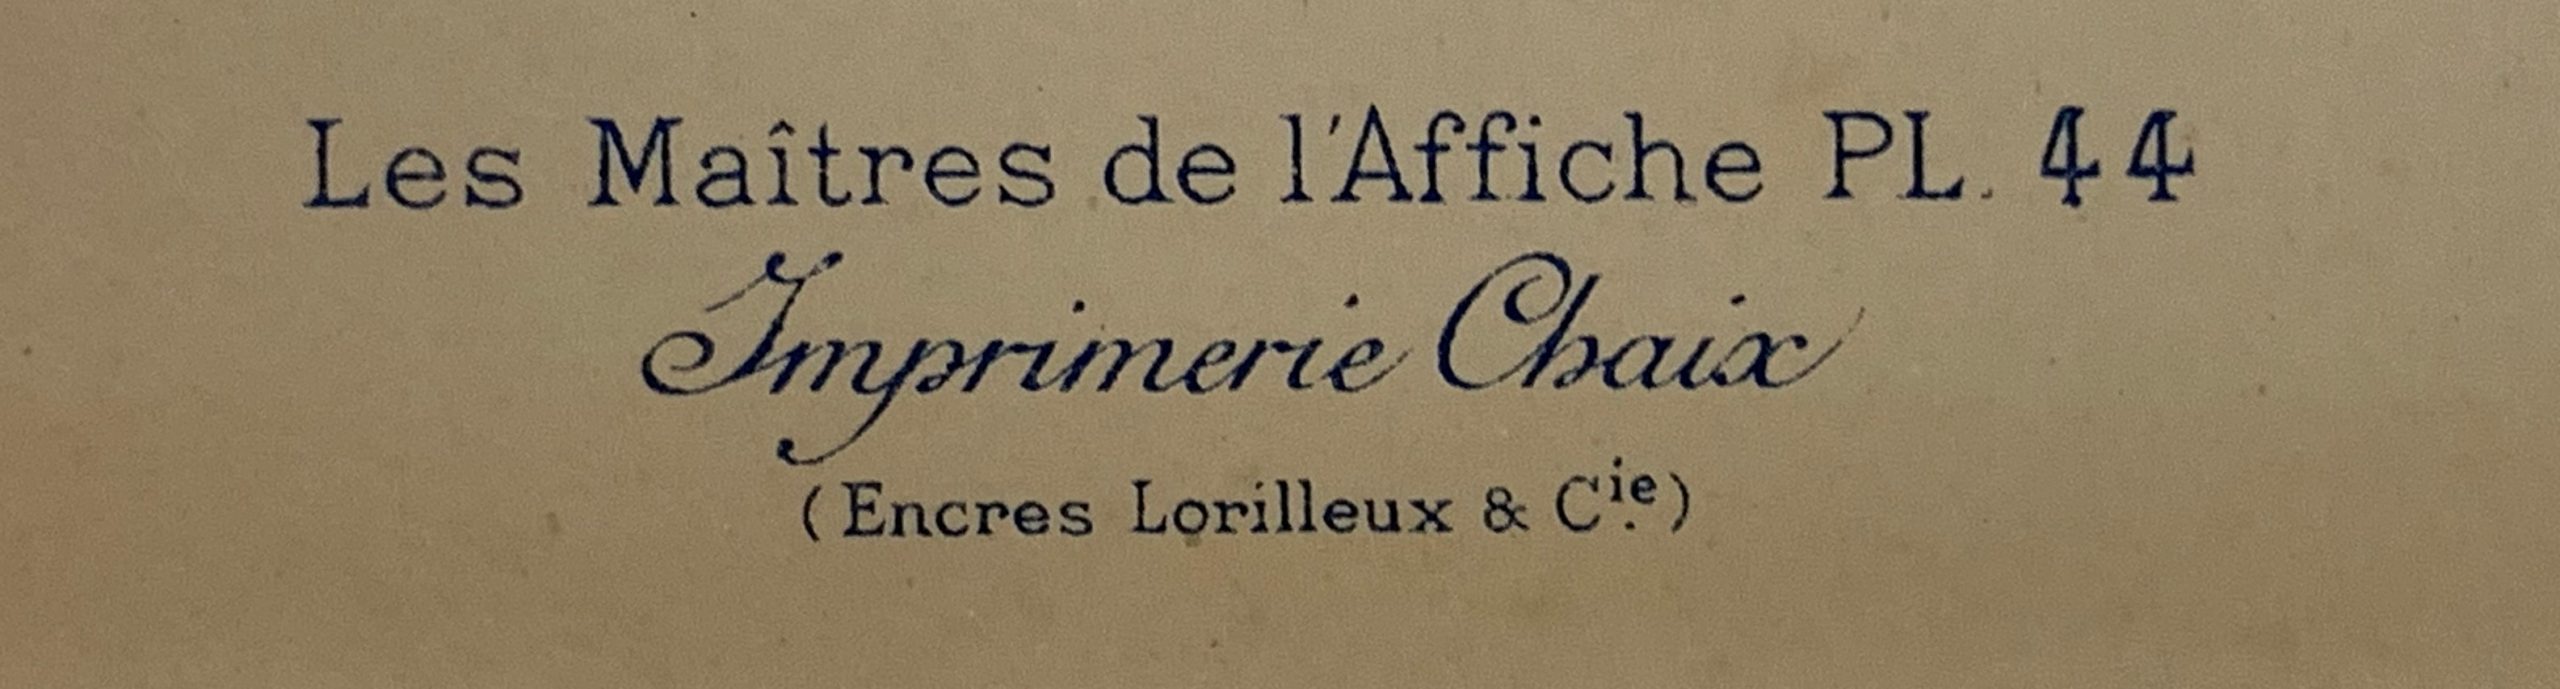 Les Maîtres de l'Affiche PL. 44
Imprimerie Chaix
(Encres Lorilleux & Cie)